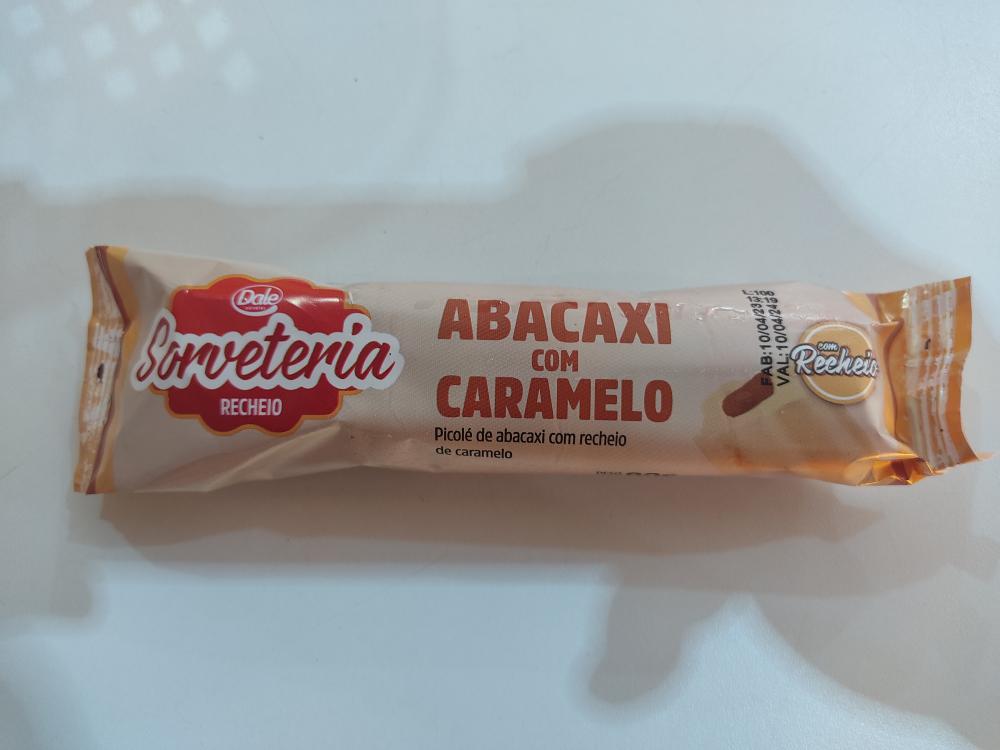 Dale
Sorveteria
RECHEIO
ABACAXI
COM
CARAMELO
Picolé de abacaxi com recheio
de caramelo
FAB:10/04/23
VAL:10/04/24
com
Recheio